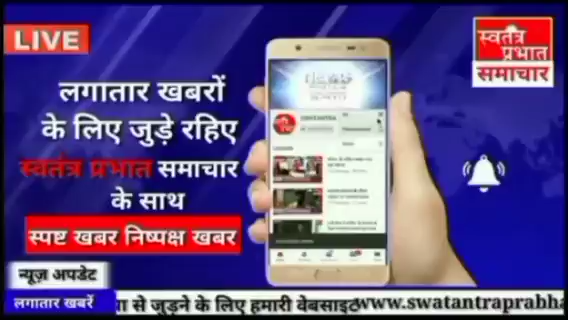 LIVE
स्वतंत्र
प्रभात
समाचार
लगातार खबरों
के लिए जुड़े रहिए
स्वतंत्र प्रभात समाचार
के साथ
स्पष्ट खबर निष्पक्ष खबर
NEWS
न्यूज़ अपडेट
लगातार खबरें
से जुड़ने के लिए हमारी वेबसाइट www.swatantraprabha